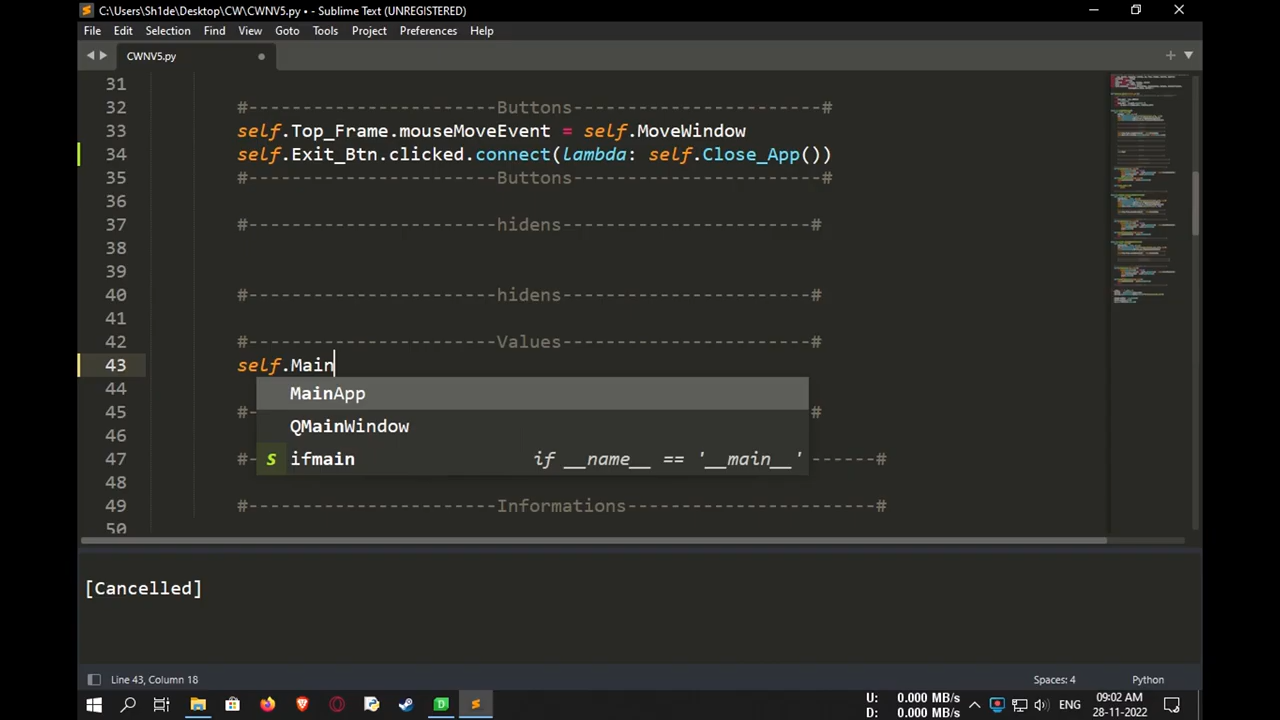 C:\Users\Sh1de\Desktop\CW\CWNV5.py • - Sublime Text (UNREGISTERED)
File Edit Selection Find View Goto Tools Project Preferences Help
CWNV5.py
31
32 #-----------------------Buttons-----------------------#
33 self.Top_Frame.mouseMoveEvent = self.MoveWindow
34 self.Exit_Btn.clicked.connect(lambda: self.Close_App())
35 #-----------------------Buttons-----------------------#
36
37 #-----------------------hidens-----------------------#
38
39
40 #-----------------------hidens-----------------------#
41
42 #-----------------------Values-----------------------#
43 self.Main
44 MainApp
45 #- #
QMainWindow
46
47 #- S ifmain if __name__ == '__main__' ------#
48
49 #-----------------------Informations-----------------------#
50
[Cancelled]
Line 43, Column 18 Spaces: 4 Python
U: 0.000 MB/s
D: 0.000 MB/s
ENG
09:02 AM
28-11-2022